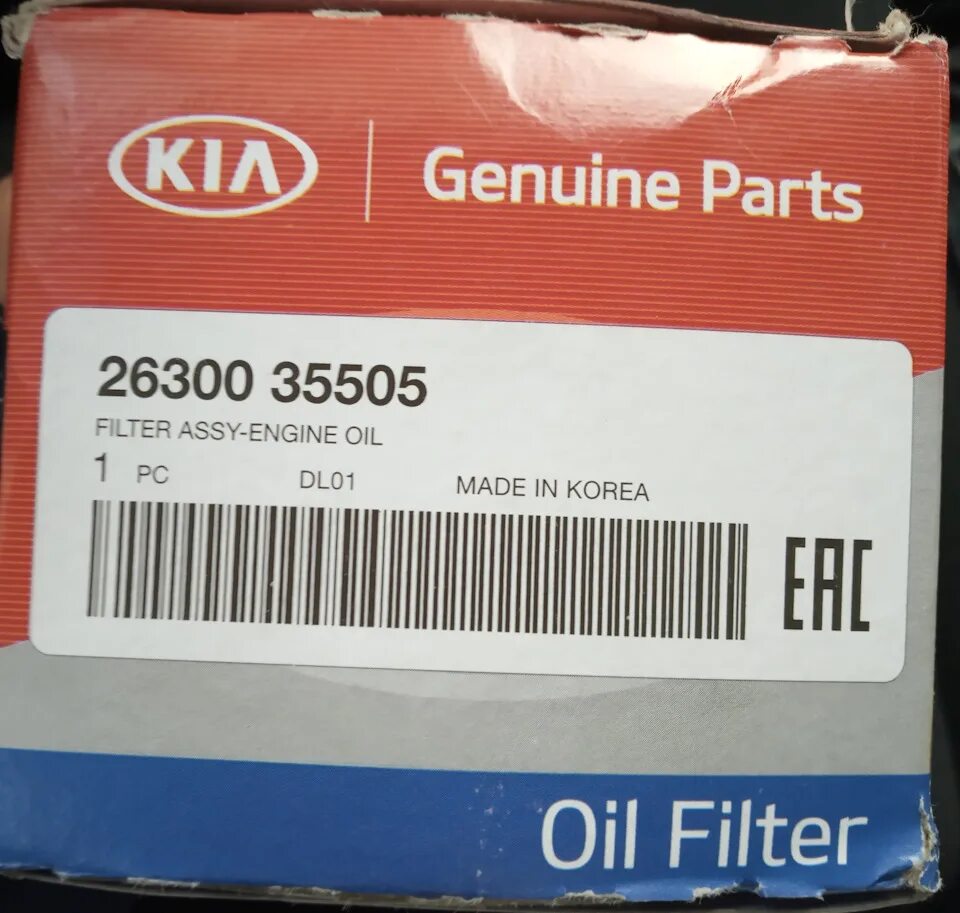 KIA Genuine Parts
26300 35505
FILTER ASSY-ENGINE OIL
1 PC DL01 MADE IN KOREA
EAC
Oil Filter